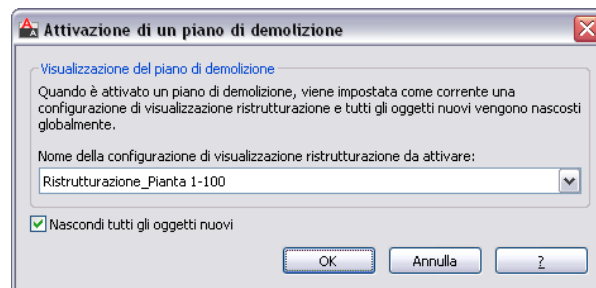 Attivazione di un piano di demolizione
Visualizzazione del piano di demolizione
Quando è attivato un piano di demolizione, viene impostata come corrente una
configurazione di visualizzazione ristrutturazione e tutti gli oggetti nuovi vengono nascosti
globalmente.
Nome della configurazione di visualizzazione ristrutturazione da attivare:
Ristrutturazione_Pianta 1-100
Nascondi tutti gli oggetti nuovi
OK Annulla ?